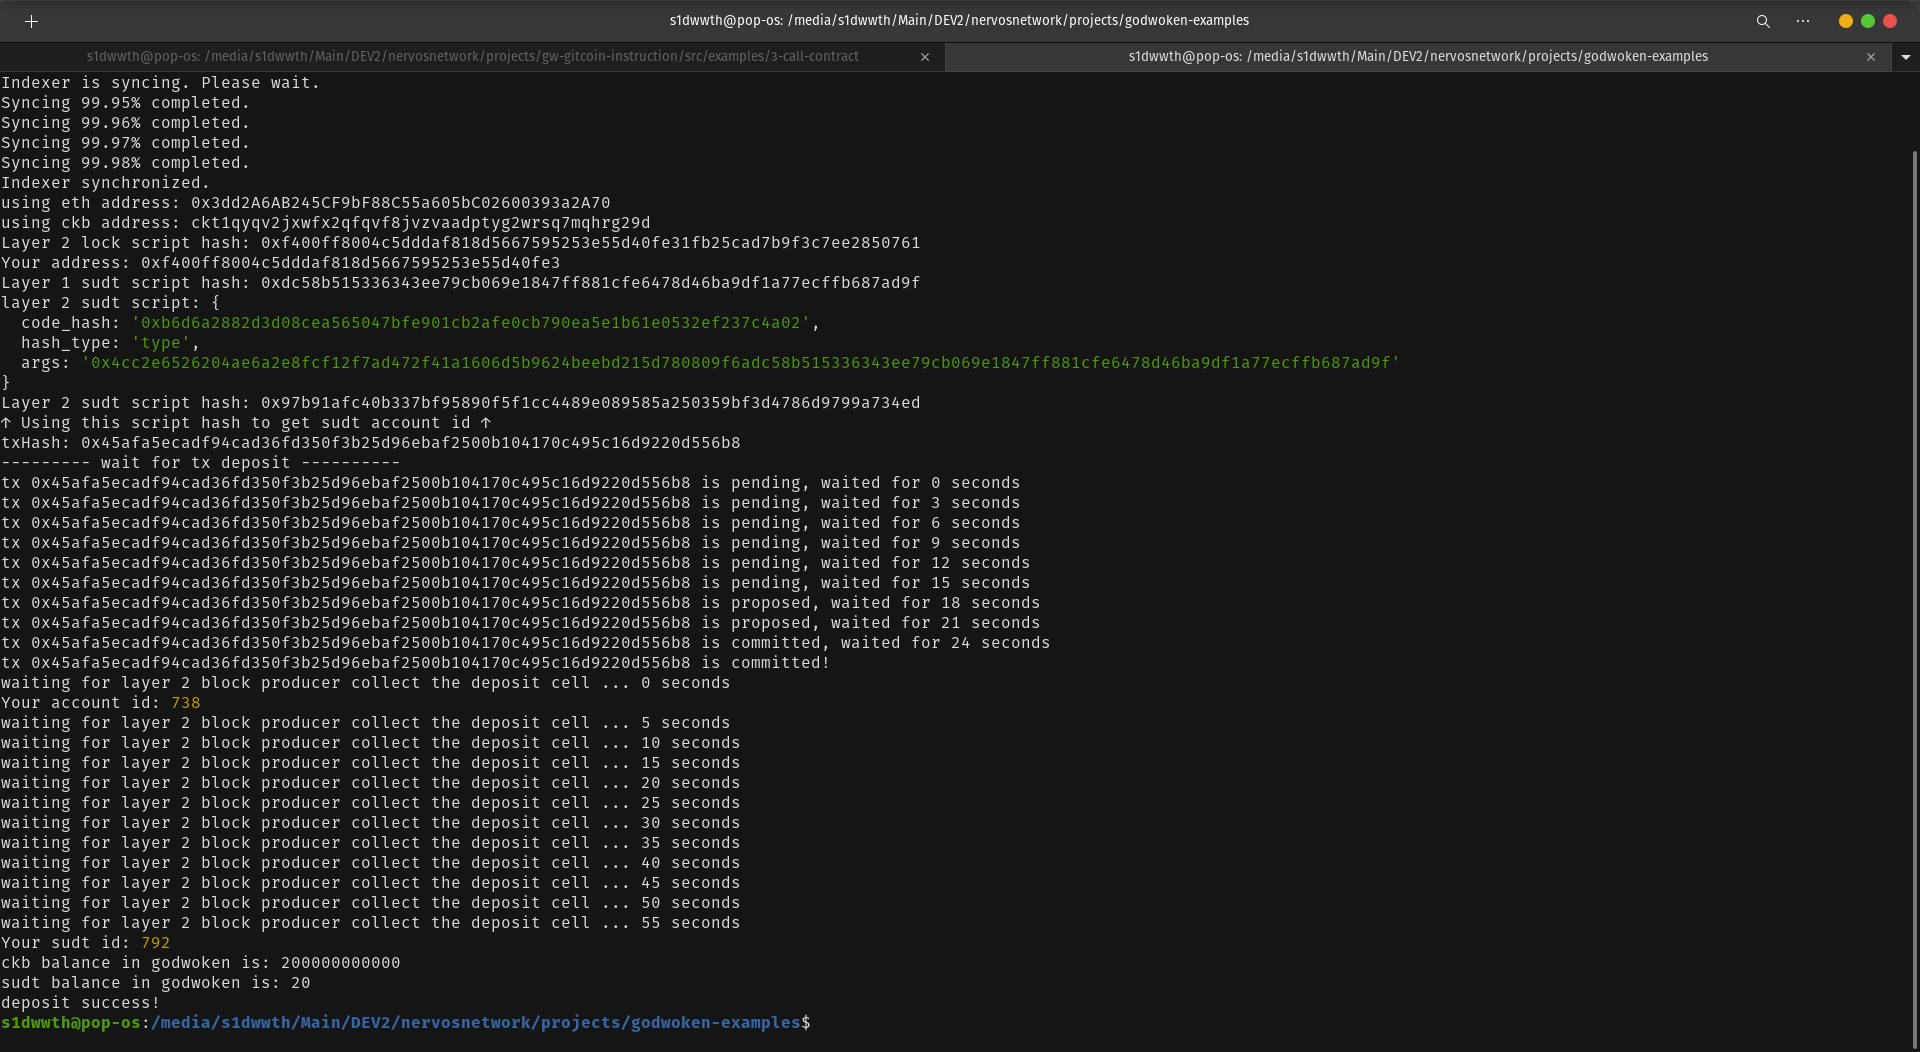 s1dwwth@pop-os: /media/s1dwwth/Main/DEV2/nervosnetwork/projects/godwoken-examples
s1dwwth@pop-os: /media/s1dwwth/Main/DEV2/nervosnetwork/projects/gw-gitcoin-instruction/src/examples/3-call-contract
s1dwwth@pop-os: /media/s1dwwth/Main/DEV2/nervosnetwork/projects/godwoken-examples
Indexer is syncing. Please wait.
Syncing 99.95% completed.
Syncing 99.96% completed.
Syncing 99.97% completed.
Syncing 99.98% completed.
Indexer synchronized.
using eth address: 0x3dd2A6AB245CF9bF88C55a605bC02600393a2A70
using ckb address: ckt1qyqv2jxwfx2qfqvf8jvzvaadptyg2wrsq7mqhrg29d
Layer 2 lock script hash: 0xf400ff8004c5dddaf818d5667595253e55d40fe31fb25cad7b9f3c7ee2850761
Your address: 0xf400ff8004c5dddaf818d5667595253e55d40fe3
Layer 1 sudt script hash: 0xdc58b515336343ee79cb069e1847ff881cfe6478d46ba9df1a77ecffb687ad9f
layer 2 sudt script: {
  code_hash: '0xb6d6a2882d3d08cea565047bfe901cb2afe0cb790ea5e1b61e0532ef237c4a02',
  hash_type: 'type',
  args: '0x4cc2e6526204ae6a2e8fcf12f7ad472f41a1606d5b9624beebd215d780809f6adc58b515336343ee79cb069e1847ff881cfe6478d46ba9df1a77ecffb687ad9f'
}
Layer 2 sudt script hash: 0x97b91afc40b337bf95890f5f1cc4489e089585a250359bf3d4786d9799a734ed
↑ Using this script hash to get sudt account id ↑
txHash: 0x45afa5ecadf94cad36fd350f3b25d96ebaf2500b104170c495c16d9220d556b8
--------- wait for tx deposit ----------
tx 0x45afa5ecadf94cad36fd350f3b25d96ebaf2500b104170c495c16d9220d556b8 is pending, waited for 0 seconds
tx 0x45afa5ecadf94cad36fd350f3b25d96ebaf2500b104170c495c16d9220d556b8 is pending, waited for 3 seconds
tx 0x45afa5ecadf94cad36fd350f3b25d96ebaf2500b104170c495c16d9220d556b8 is pending, waited for 6 seconds
tx 0x45afa5ecadf94cad36fd350f3b25d96ebaf2500b104170c495c16d9220d556b8 is pending, waited for 9 seconds
tx 0x45afa5ecadf94cad36fd350f3b25d96ebaf2500b104170c495c16d9220d556b8 is pending, waited for 12 seconds
tx 0x45afa5ecadf94cad36fd350f3b25d96ebaf2500b104170c495c16d9220d556b8 is pending, waited for 15 seconds
tx 0x45afa5ecadf94cad36fd350f3b25d96ebaf2500b104170c495c16d9220d556b8 is proposed, waited for 18 seconds
tx 0x45afa5ecadf94cad36fd350f3b25d96ebaf2500b104170c495c16d9220d556b8 is proposed, waited for 21 seconds
tx 0x45afa5ecadf94cad36fd350f3b25d96ebaf2500b104170c495c16d9220d556b8 is committed, waited for 24 seconds
tx 0x45afa5ecadf94cad36fd350f3b25d96ebaf2500b104170c495c16d9220d556b8 is committed!
waiting for layer 2 block producer collect the deposit cell ... 0 seconds
Your account id: 738
waiting for layer 2 block producer collect the deposit cell ... 5 seconds
waiting for layer 2 block producer collect the deposit cell ... 10 seconds
waiting for layer 2 block producer collect the deposit cell ... 15 seconds
waiting for layer 2 block producer collect the deposit cell ... 20 seconds
waiting for layer 2 block producer collect the deposit cell ... 25 seconds
waiting for layer 2 block producer collect the deposit cell ... 30 seconds
waiting for layer 2 block producer collect the deposit cell ... 35 seconds
waiting for layer 2 block producer collect the deposit cell ... 40 seconds
waiting for layer 2 block producer collect the deposit cell ... 45 seconds
waiting for layer 2 block producer collect the deposit cell ... 50 seconds
waiting for layer 2 block producer collect the deposit cell ... 55 seconds
Your sudt id: 792
ckb balance in godwoken is: 200000000000
sudt balance in godwoken is: 20
deposit success!
s1dwwth@pop-os:/media/s1dwwth/Main/DEV2/nervosnetwork/projects/godwoken-examples$